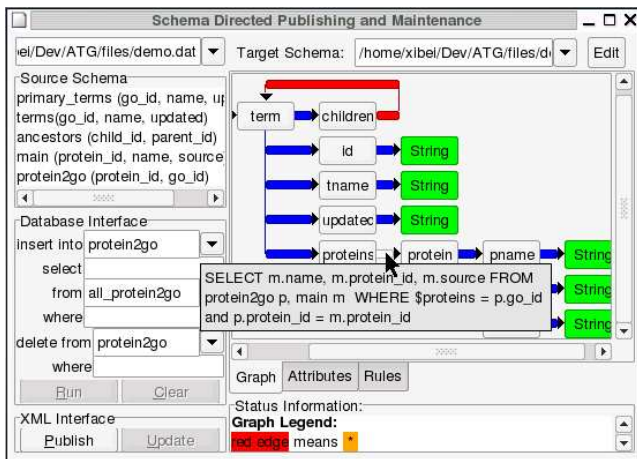 Schema Directed Publishing and Maintenance
ei/Dev/ATG/files/demo.dat
Target Schema: /home/xibei/Dev/ATG/files/d
Edit
Source Schema
primary_terms (go_id, name, up
terms(go_id, name, updated)
ancestors (child_id, parent_id)
main (protein_id, name, source
protein2go (protein_id, go_id)
Database Interface
insert into protein2go
select
from all_protein2go
where
delete from protein2go
where
Run Clear
XML Interface
Publish Update
term children
id String
tname String
updated String
proteins protein pname String
String
String
SELECT m.name, m.protein_id, m.source FROM
protein2go p, main m WHERE $proteins = p.go_id
and p.protein_id = m.protein_id
Graph Attributes Rules
Status Information:
Graph Legend:
red edge means *